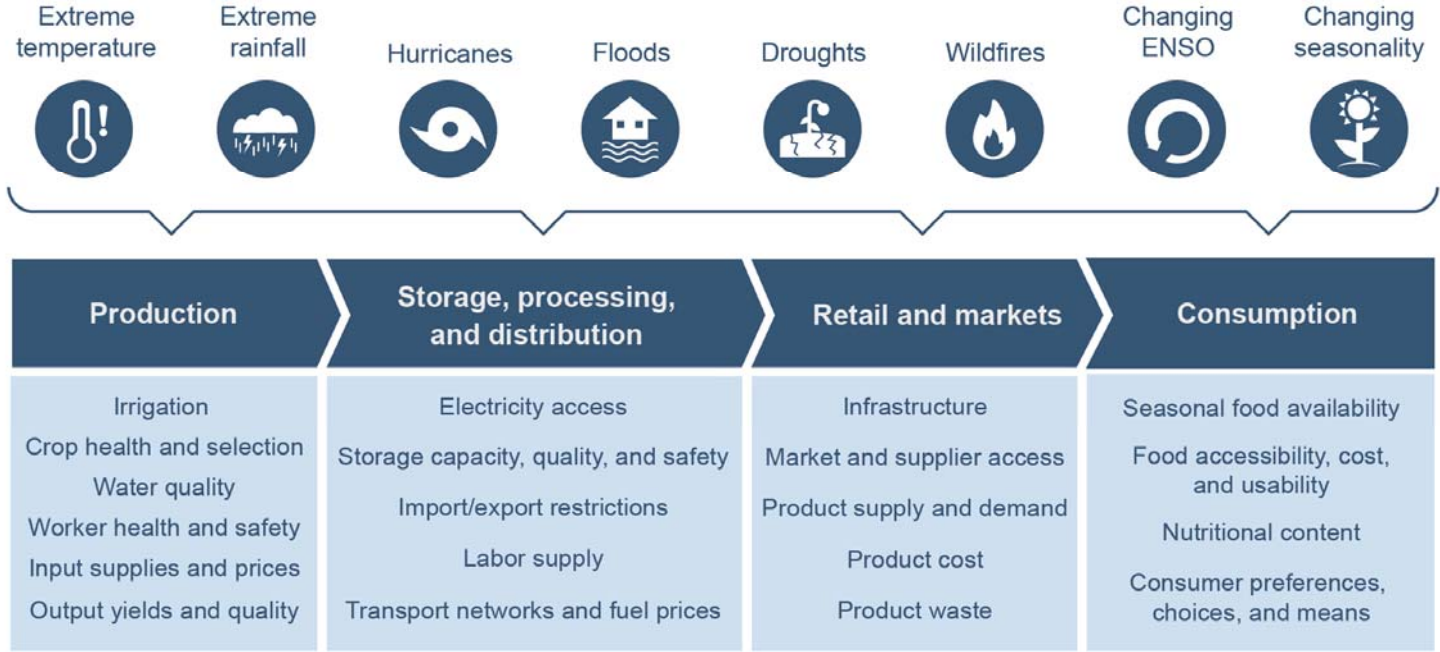 Extreme
temperature
Extreme
rainfall
Hurricanes
Floods
Droughts
Wildfires
Changing
ENSO
Changing
seasonality
Production
Storage, processing,
and distribution
Retail and markets
Consumption
Irrigation
Crop health and selection
Water quality
Worker health and safety
Input supplies and prices
Output yields and quality
Electricity access
Storage capacity, quality, and safety
Import/export restrictions
Labor supply
Transport networks and fuel prices
Infrastructure
Market and supplier access
Product supply and demand
Product cost
Product waste
Seasonal food availability
Food accessibility, cost,
and usability
Nutritional content
Consumer preferences,
choices, and means